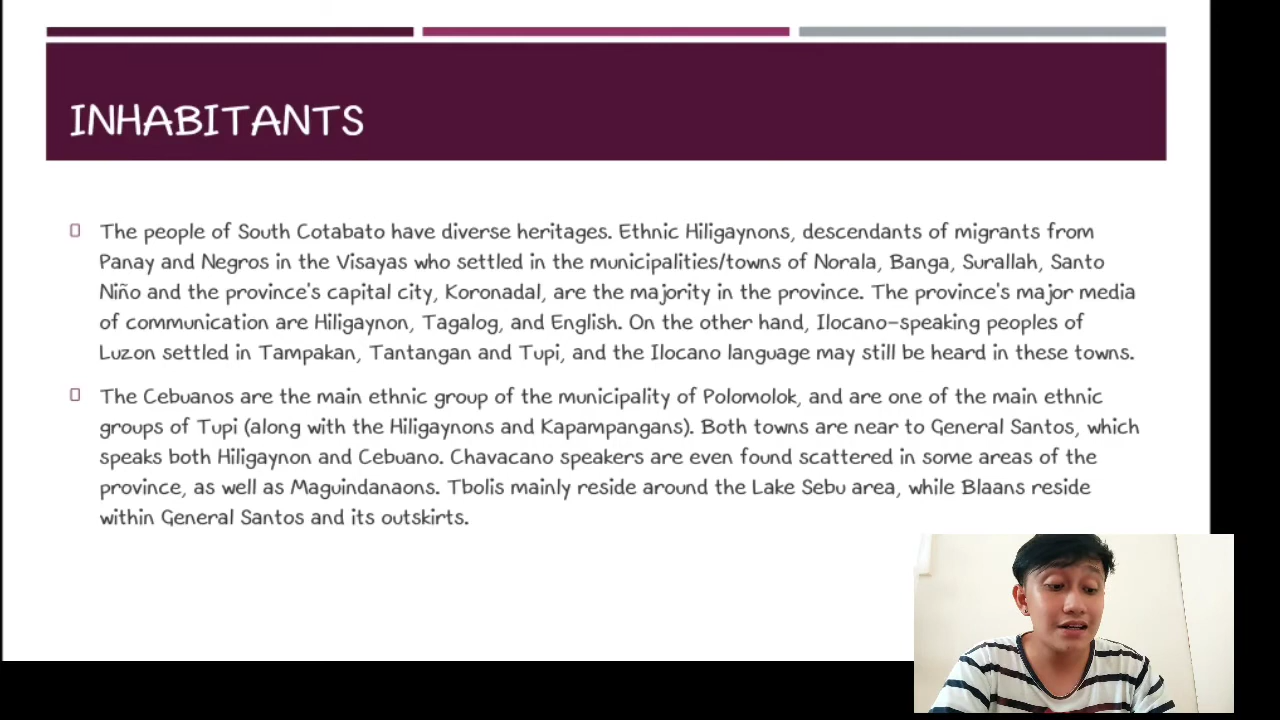 INHABITANTS
The people of South Cotabato have diverse heritages. Ethnic Hiligaynons, descendants of migrants from
Panay and Negros in the Visayas who settled in the municipalities/towns of Norala, Banga, Surallah, Santo
Niño and the province's capital city, Koronadal, are the majority in the province. The province's major media
of communication are Hiligaynon, Tagalog, and English. On the other hand, Ilocano-speaking peoples of
Luzon settled in Tampakan, Tantangan and Tupi, and the Ilocano language may still be heard in these towns.
The Cebuanos are the main ethnic group of the municipality of Polomolok, and are one of the main ethnic
groups of Tupi (along with the Hiligaynons and Kapampangans). Both towns are near to General Santos, which
speaks both Hiligaynon and Cebuano. Chavacano speakers are even found scattered in some areas of the
province, as well as Maguindanaons. Tbolis mainly reside around the Lake Sebu area, while Blaans reside
within General Santos and its outskirts.